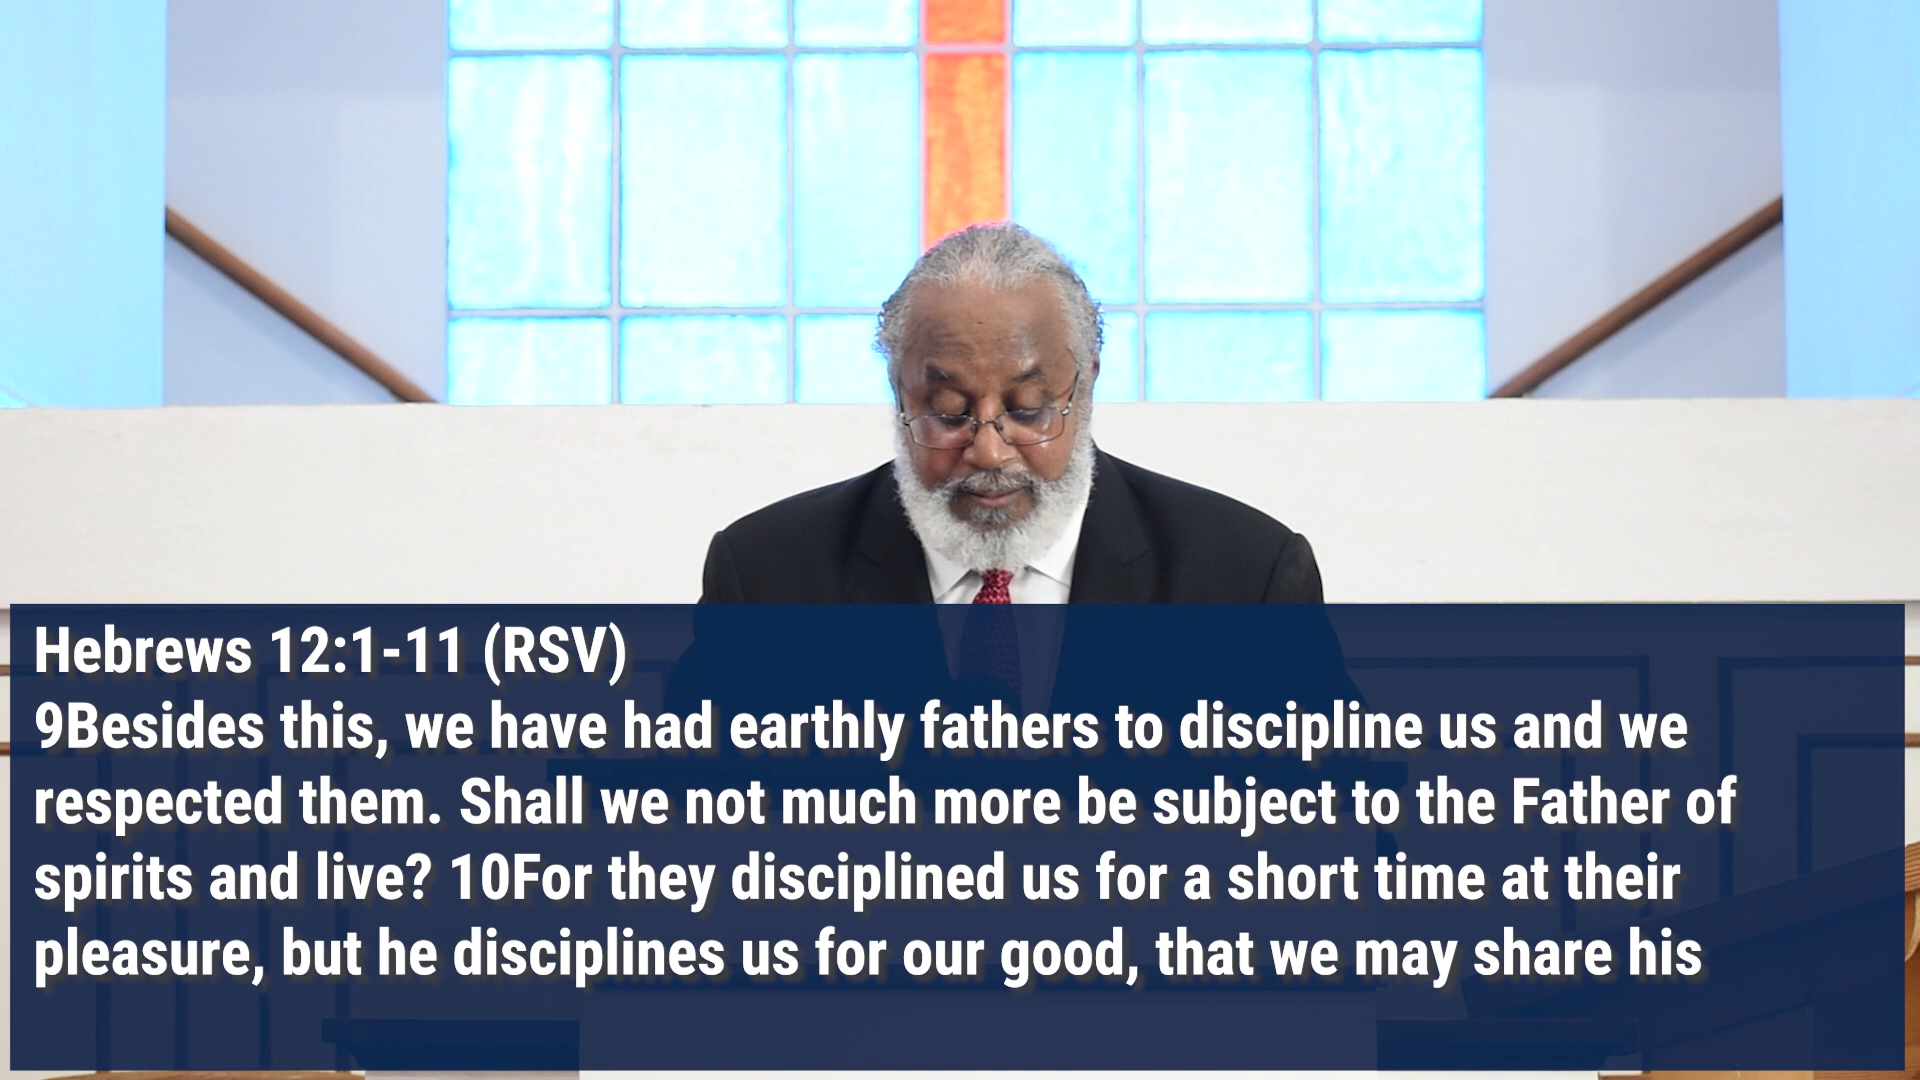 Hebrews 12:1-11 (RSV)
9Besides this, we have had earthly fathers to discipline us and we
respected them. Shall we not much more be subject to the Father of
spirits and live? 10For they disciplined us for a short time at their
pleasure, but he disciplines us for our good, that we may share his